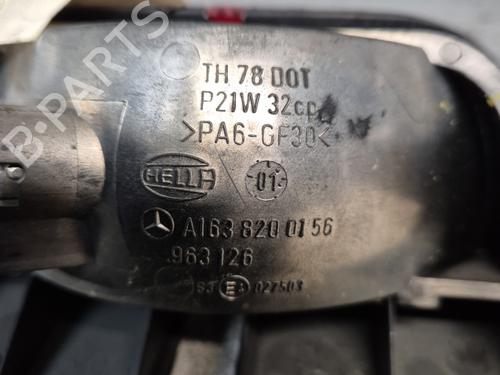 TH 78 DOT
P21W 32cp
>PA6-GF30<
HELLA
01
A163 820 01 56
963 126
027503
B-PARTS